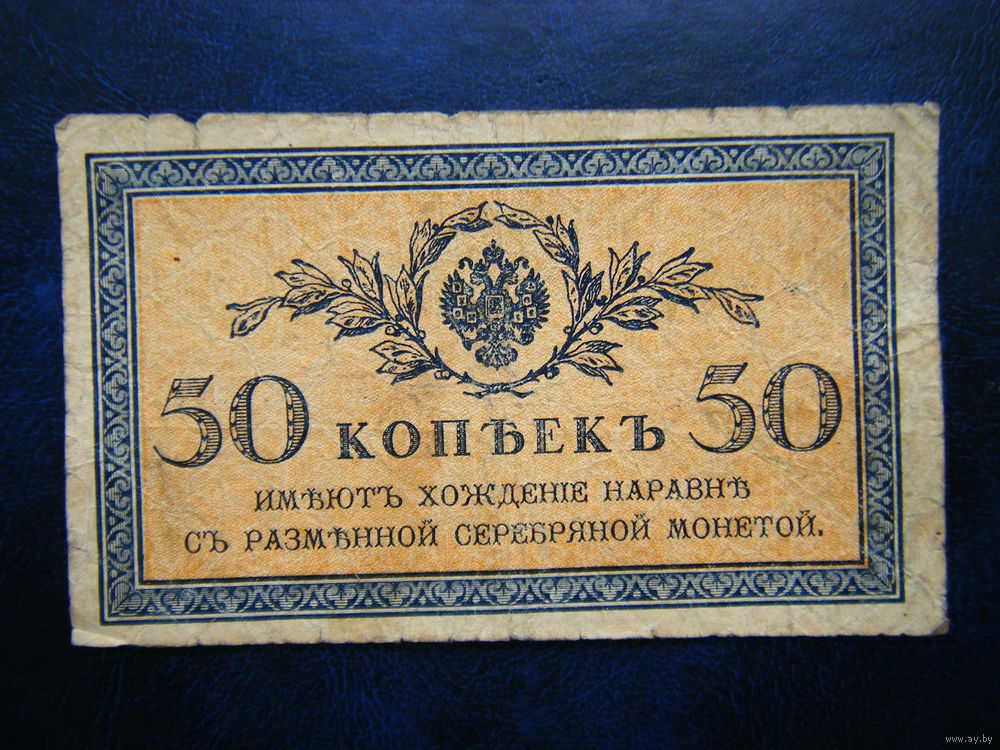 50 КОПѢЕКЪ 50
ИМѢЮТЪ ХОЖДЕНІЕ НАРАВНѢ
СЪ РАЗМѢННОЙ СЕРЕБРЯНОЙ МОНЕТОЙ.
www.ay.by